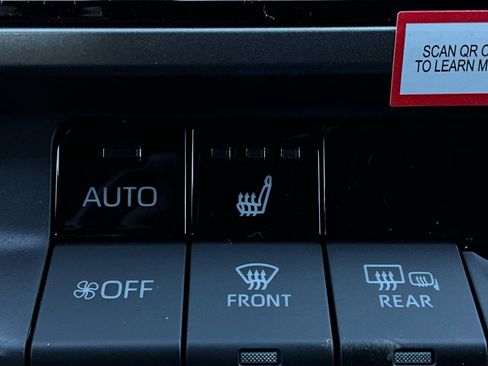 SCAN QR
TO LEARN
AUTO
OFF
FRONT
REAR